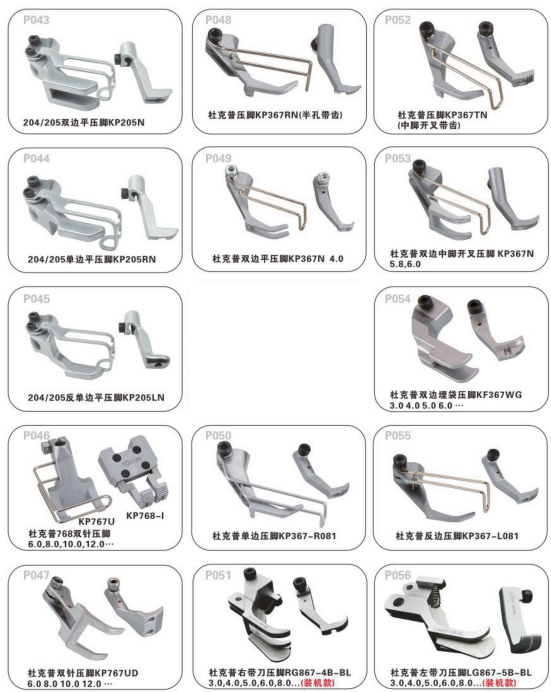 P043
204/205双边平压脚KP205N
P048
杜克普压脚KP367RN(半孔带齿)
P052
杜克普压脚KP367TN
(中脚开叉带齿)
P044
204/205单边平压脚KP205RN
P049
杜克普双边平压脚KP367N 4.0
P053
杜克普双边中脚开叉压脚 KP367N
5.8,6.0
P045
204/205反单边平压脚KP205LN
P054
杜克普双边埋袋压脚KF367WG
3.0 4.0 5.0 6.0 …
P046
10mm
KP767U
KP768-I
杜克普768双针压脚
6.0,8.0,10.0,12.0…
P050
杜克普单边压脚KP367-R081
P055
杜克普反边压脚KP367-L081
P047
杜克普双针压脚KP767UD
6.0 8.0 10.0 12.0 …
P051
杜克普右带刀压脚RG867-4B-BL
3.0,4.0,5.0,6.0,8.0...(装机款)
P056
杜克普左带刀压脚LG867-5B-BL
3.0,4.0,5.0,6.0,8.0...(装机款)